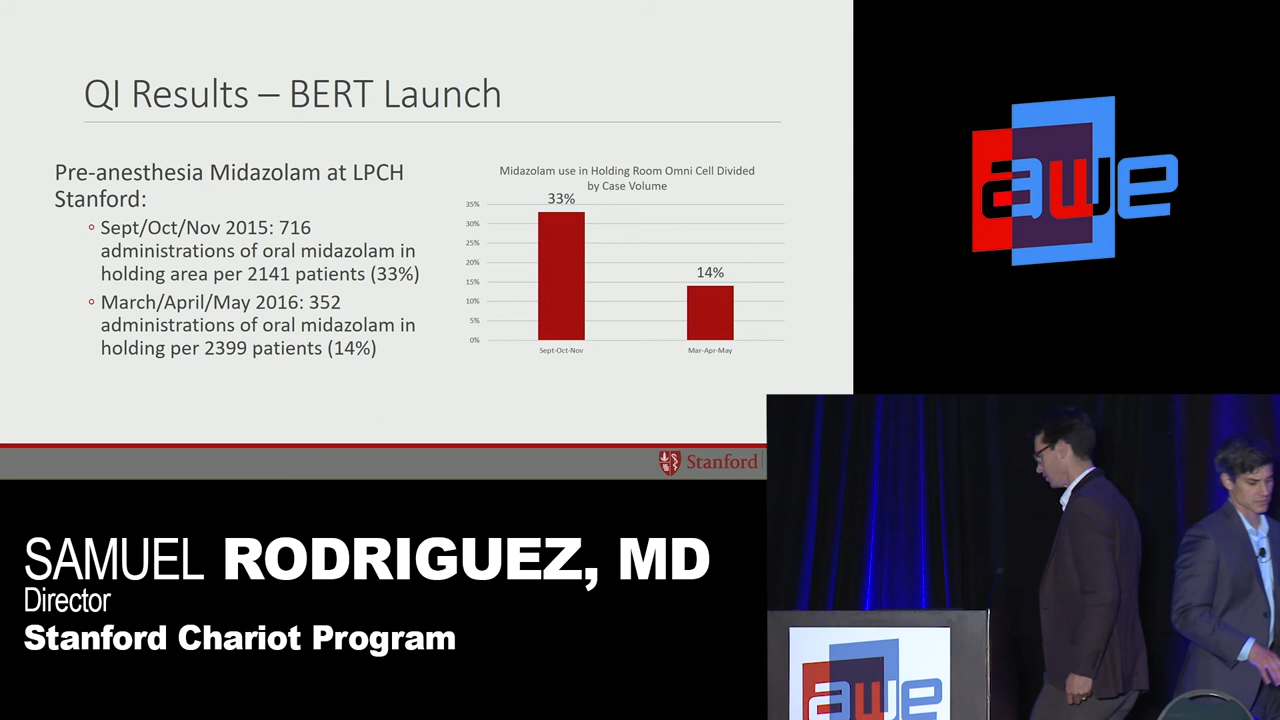 QI Results – BERT Launch
Pre-anesthesia Midazolam at LPCH
Stanford:
Sept/Oct/Nov 2015: 716
administrations of oral midazolam in
holding area per 2141 patients (33%)
March/April/May 2016: 352
administrations of oral midazolam in
holding per 2399 patients (14%)
Midazolam use in Holding Room Omni Cell Divided
by Case Volume
35%
30%
25%
20%
15%
10%
5%
0%
33%
14%
Sept-Oct-Nov
Mar-Apr-May
Stanford
awe
SAMUEL RODRIGUEZ, MD
Director
Stanford Chariot Program
awe